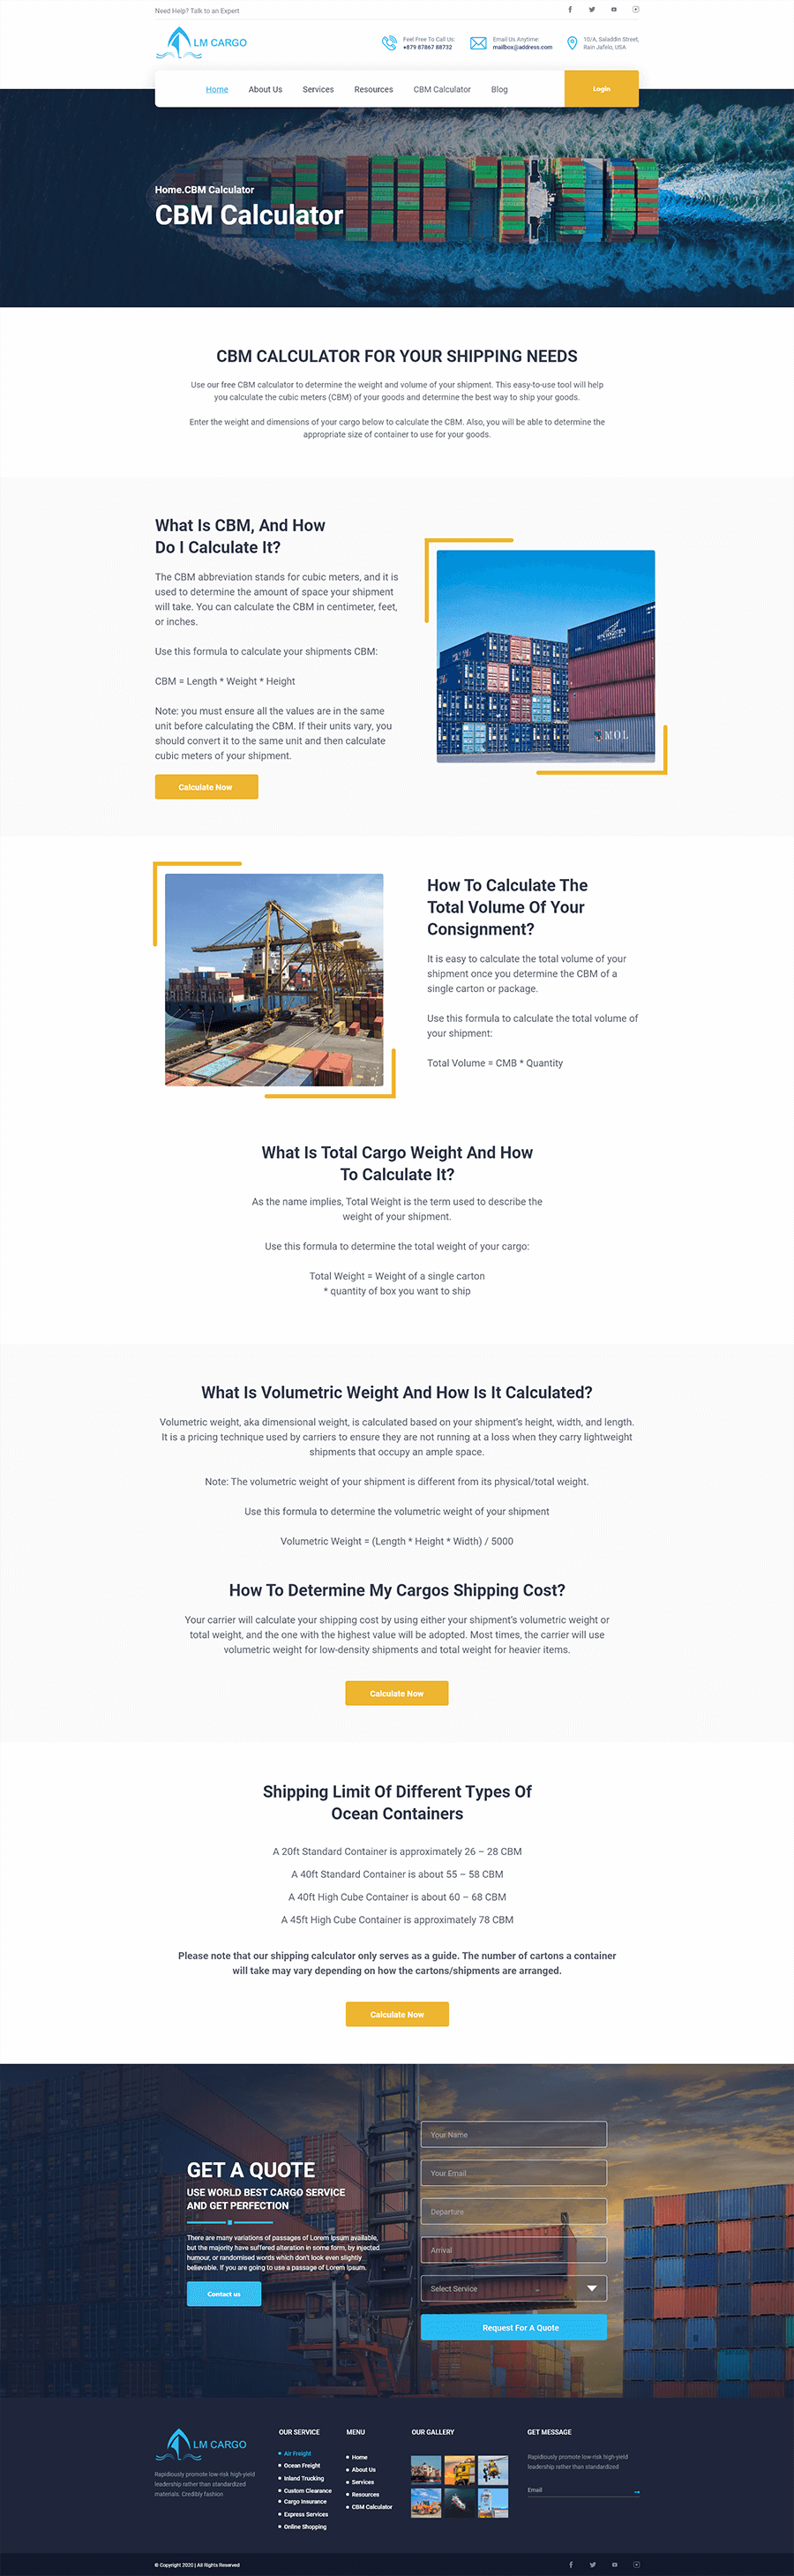 Need Help? Talk to an Expert
LM CARGO
Feel Free To Call Us:
+879 87867 88732
Email Us Anytime:
mailbox@address.com
10/A, Saladdin Street,
Rain Jafelo, USA
Home
About Us
Services
Resources
CBM Calculator
Blog
Login
Home.CBM Calculator
CBM Calculator
CBM CALCULATOR FOR YOUR SHIPPING NEEDS
Use our free CBM calculator to determine the weight and volume of your shipment. This easy-to-use tool will help
you calculate the cubic meters (CBM) of your goods and determine the best way to ship your goods.
Enter the weight and dimensions of your cargo below to calculate the CBM. Also, you will be able to determine the
appropriate size of container to use for your goods.
What Is CBM, And How
Do I Calculate It?
The CBM abbreviation stands for cubic meters, and it is
used to determine the amount of space your shipment
will take. You can calculate the CBM in centimeter, feet,
or inches.
Use this formula to calculate your shipments CBM:
CBM = Length * Weight * Height
Note: you must ensure all the values are in the same
unit before calculating the CBM. If their units vary, you
should convert it to the same unit and then calculate
cubic meters of your shipment.
Calculate Now
MOL
How To Calculate The
Total Volume Of Your
Consignment?
It is easy to calculate the total volume of your
shipment once you determine the CBM of a
single carton or package.
Use this formula to calculate the total volume of
your shipment:
Total Volume = CMB * Quantity
What Is Total Cargo Weight And How
To Calculate It?
As the name implies, Total Weight is the term used to describe the
weight of your shipment.
Use this formula to determine the total weight of your cargo:
Total Weight = Weight of a single carton
* quantity of box you want to ship
What Is Volumetric Weight And How Is It Calculated?
Volumetric weight, aka dimensional weight, is calculated based on your shipment's height, width, and length.
It is a pricing technique used by carriers to ensure they are not running at a loss when they carry lightweight
shipments that occupy an ample space.
Note: The volumetric weight of your shipment is different from its physical/total weight.
Use this formula to determine the volumetric weight of your shipment
Volumetric Weight = (Length * Height * Width) / 5000
How To Determine My Cargos Shipping Cost?
Your carrier will calculate your shipping cost by using either your shipment's volumetric weight or
total weight, and the one with the highest value will be adopted. Most times, the carrier will use
volumetric weight for low-density shipments and total weight for heavier items.
Calculate Now
Shipping Limit Of Different Types Of
Ocean Containers
A 20ft Standard Container is approximately 26 – 28 CBM
A 40ft Standard Container is about 55 – 58 CBM
A 40ft High Cube Container is about 60 – 68 CBM
A 45ft High Cube Container is approximately 78 CBM
Please note that our shipping calculator only serves as a guide. The number of cartons a container
will take may vary depending on how the cartons/shipments are arranged.
Calculate Now
GET A QUOTE
USE WORLD BEST CARGO SERVICE
AND GET PERFECTION
There are many variations of passages of Lorem Ipsum available,
but the majority have suffered alteration in some form, by injected
humour, or randomised words which don't look even slightly
believable. If you are going to use a passage of Lorem Ipsum.
Contact us
Your Name
Your Email
Departure
Arrival
Select Service
Request For A Quote
LM CARGO
Rapidiously promote low-risk high-yield
leadership rather than standardized
materials. Credibly fashion
OUR SERVICE
Air Freight
Ocean Freight
Inland Trucking
Custom Clearance
Cargo Insurance
Express Services
Online Shopping
MENU
Home
About Us
Services
Resources
CBM Calculator
OUR GALLERY
GET MESSAGE
Rapidiously promote low-risk high-yield
leadership rather than standardized
Email
© Copyright 2020 | All Rights Reserved